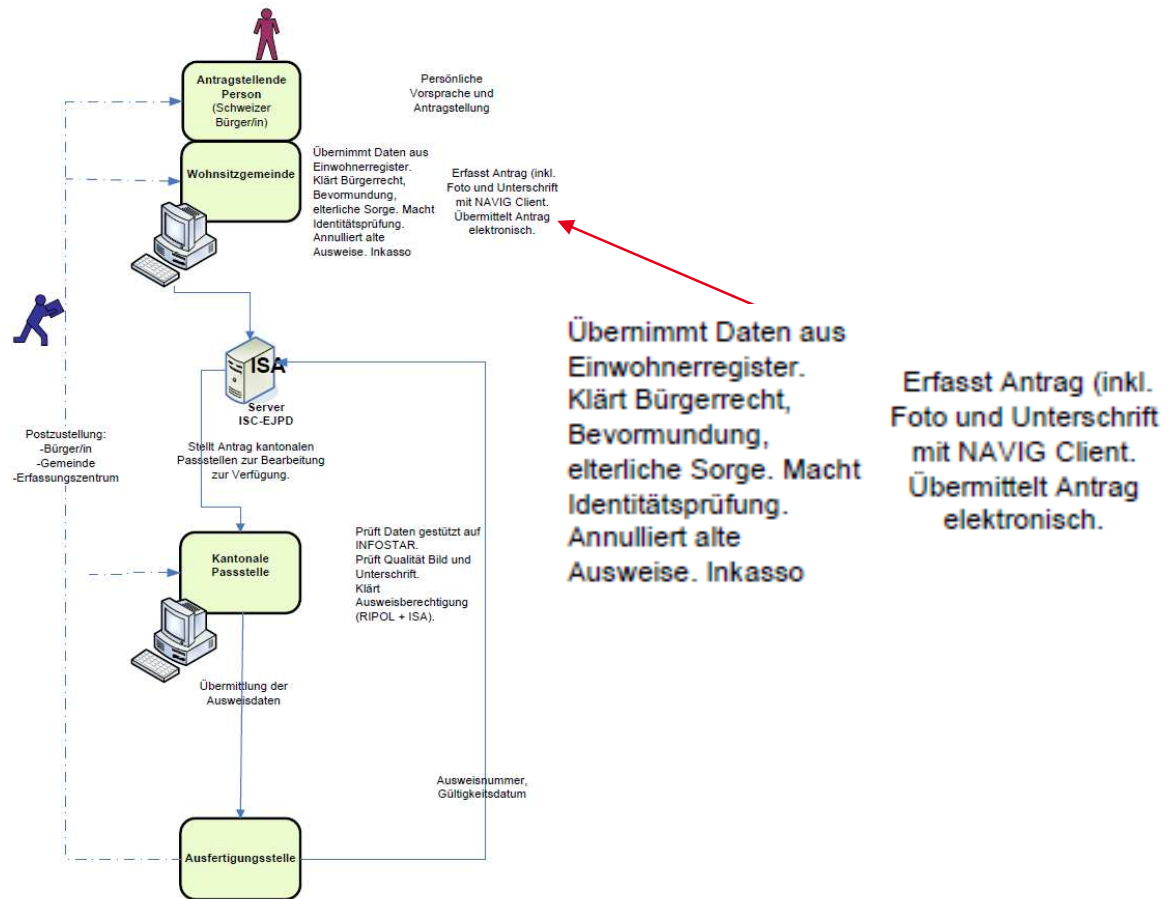 Antragstellende
Person
(Schweizer
Bürger/in)
Persönliche
Vorsprache und
Antragstellung
Wohnsitzgemeinde
Übernimmt Daten aus
Einwohnerregister.
Klärt Bürgerrecht,
Bevormundung,
elterliche Sorge. Macht
Identitätsprüfung.
Annulliert alte
Ausweise. Inkasso
Erfasst Antrag (inkl.
Foto und Unterschrift
mit NAVIG Client.
Übermittelt Antrag
elektronisch.
ISA
Server
ISC-EJPD
Stellt Antrag kantonalen
Passstellen zur Bearbeitung
zur Verfügung.
Postzustellung:
-Bürger/in
-Gemeinde
-Erfassungszentrum
Übernimmt Daten aus
Einwohnerregister.
Klärt Bürgerrecht,
Bevormundung,
elterliche Sorge. Macht
Identitätsprüfung.
Annulliert alte
Ausweise. Inkasso
Erfasst Antrag (inkl.
Foto und Unterschrift
mit NAVIG Client.
Übermittelt Antrag
elektronisch.
Kantonale
Passstelle
Prüft Daten gestützt auf
INFOSTAR.
Prüft Qualität Bild und
Unterschrift.
Klärt
Ausweisberechtigung
(RIPOL + ISA).
Übermittlung der
Ausweisdaten
Ausweisnummer,
Gültigkeitsdatum
Ausfertigungsstelle